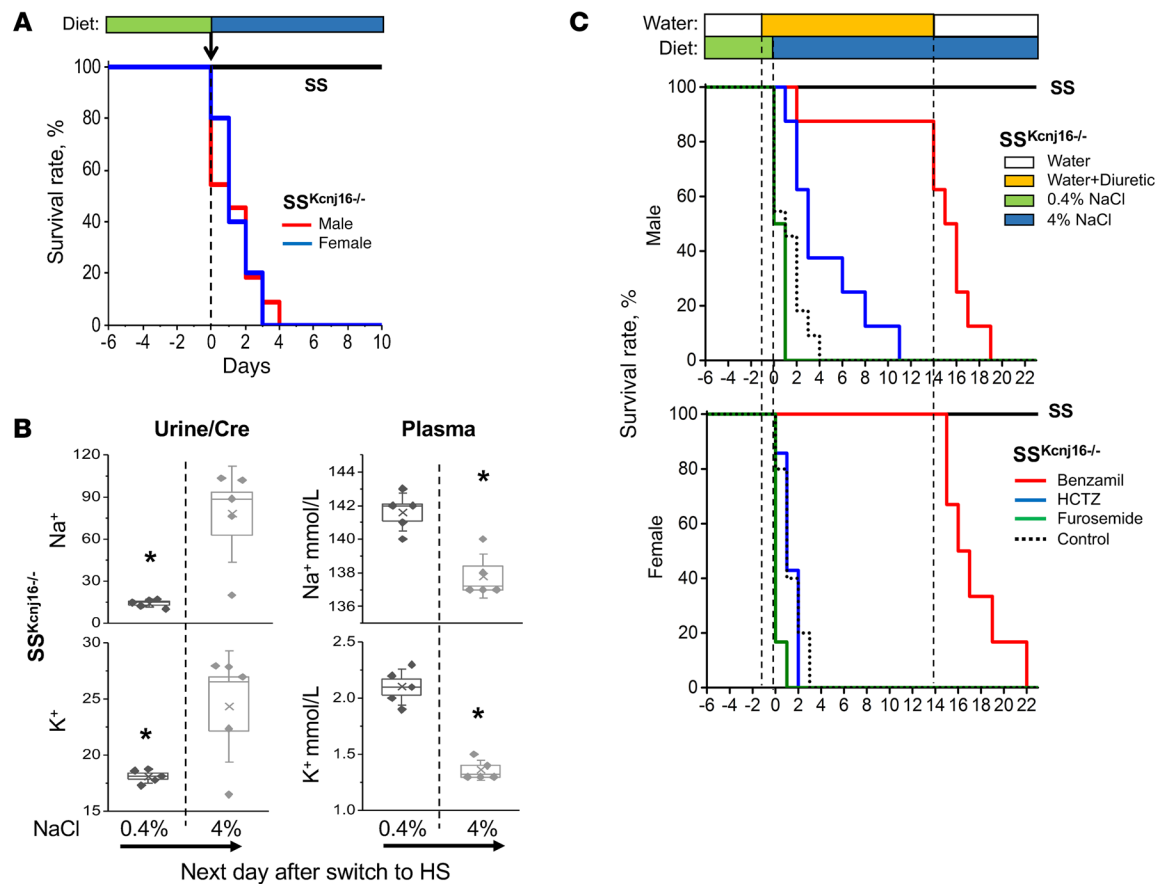 A
Diet:
SS
Survival rate, %
100
80
60
40
20
0
SSKcnj16-/-
Male
Female
-6 -4 -2 0 2 4 6 8 10
Days
B
Urine/Cre
Plasma
SSKcnj16-/-
Na+
120
90
60
30
0
*
Na+ mmol/L
144
142
140
138
136
*
K+
30
25
20
15
*
K+ mmol/L
2.5
2.0
1.5
1.0
*
NaCl
0.4% 4%
0.4% 4%
Next day after switch to HS
C
Water:
Diet:
Survival rate, %
Male
100
80
60
40
20
0
SS
SSKcnj16-/-
Water
Water+Diuretic
0.4% NaCl
4% NaCl
-6 -4 -2 0 2 4 6 8 10 12 14 16 18 20 22
Female
100
80
60
40
20
0
SS
SSKcnj16-/-
Benzamil
HCTZ
Furosemide
Control
-6 -4 -2 0 2 4 6 8 10 12 14 16 18 20 22